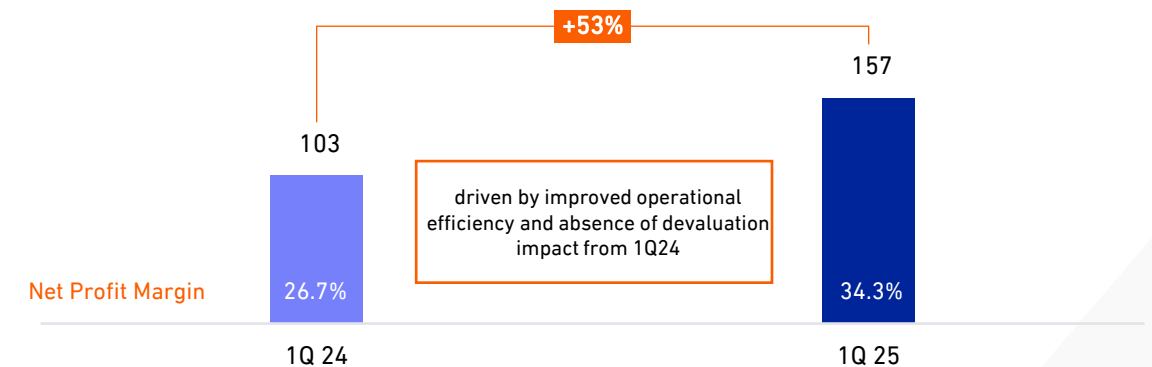 +53%
157
103
driven by improved operational
efficiency and absence of devaluation
impact from 1Q24
Net Profit Margin
26.7%
34.3%
1Q 24
1Q 25